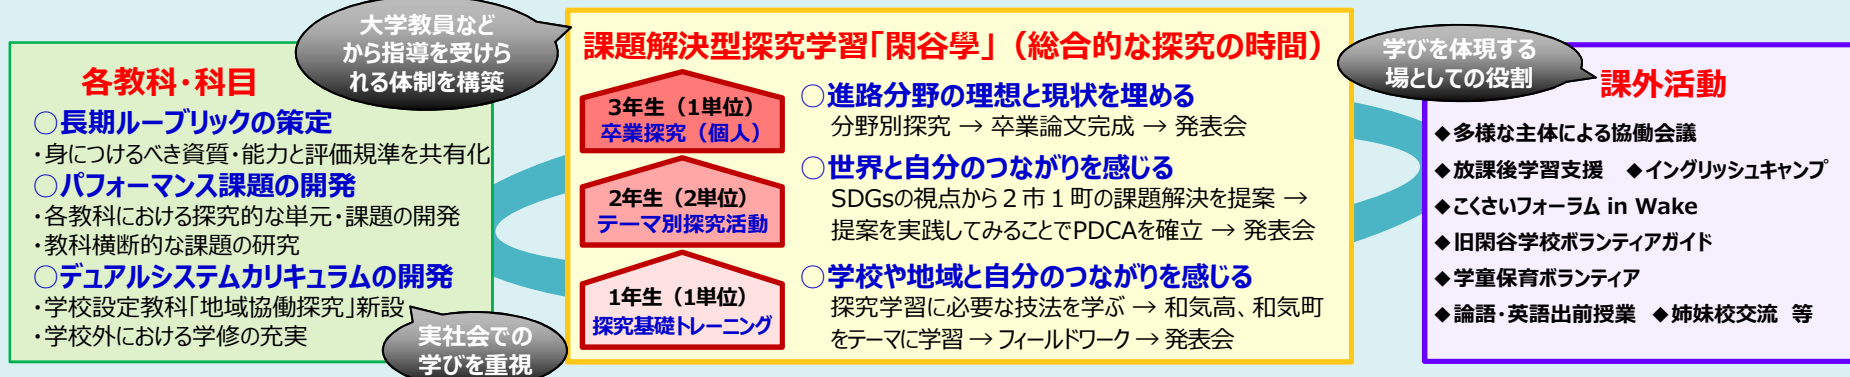 大学教員など
から指導を受けら
れる体制を構築
各教科・科目
○長期ルーブリックの策定
・身につけるべき資質・能力と評価規準を共有化
○パフォーマンス課題の開発
・各教科における探究的な単元・課題の開発
・教科横断的な課題の研究
○デュアルシステムカリキュラムの開発
・学校設定教科「地域協働探究」新設
・学校外における学修の充実
実社会での
学びを重視
課題解決型探究学習「閑谷學」（総合的な探究の時間）
3年生（1単位）
卒業探究（個人）
○進路分野の理想と現状を埋める
分野別探究 → 卒業論文完成 → 発表会
2年生（2単位）
テーマ別探究活動
○世界と自分のつながりを感じる
SDGsの視点から２市１町の課題解決を提案 →
提案を実践してみることでPDCAを確立 → 発表会
1年生（1単位）
探究基礎トレーニング
○学校や地域と自分のつながりを感じる
探究学習に必要な技法を学ぶ → 和気高、和気町
をテーマに学習 → フィールドワーク → 発表会
学びを体現する
場としての役割
課外活動
◆多様な主体による協働会議
◆放課後学習支援 ◆イングリッシュキャンプ
◆こくさいフォーラム in Wake
◆旧閑谷学校ボランティアガイド
◆学童保育ボランティア
◆論語・英語出前授業 ◆姉妹校交流 等